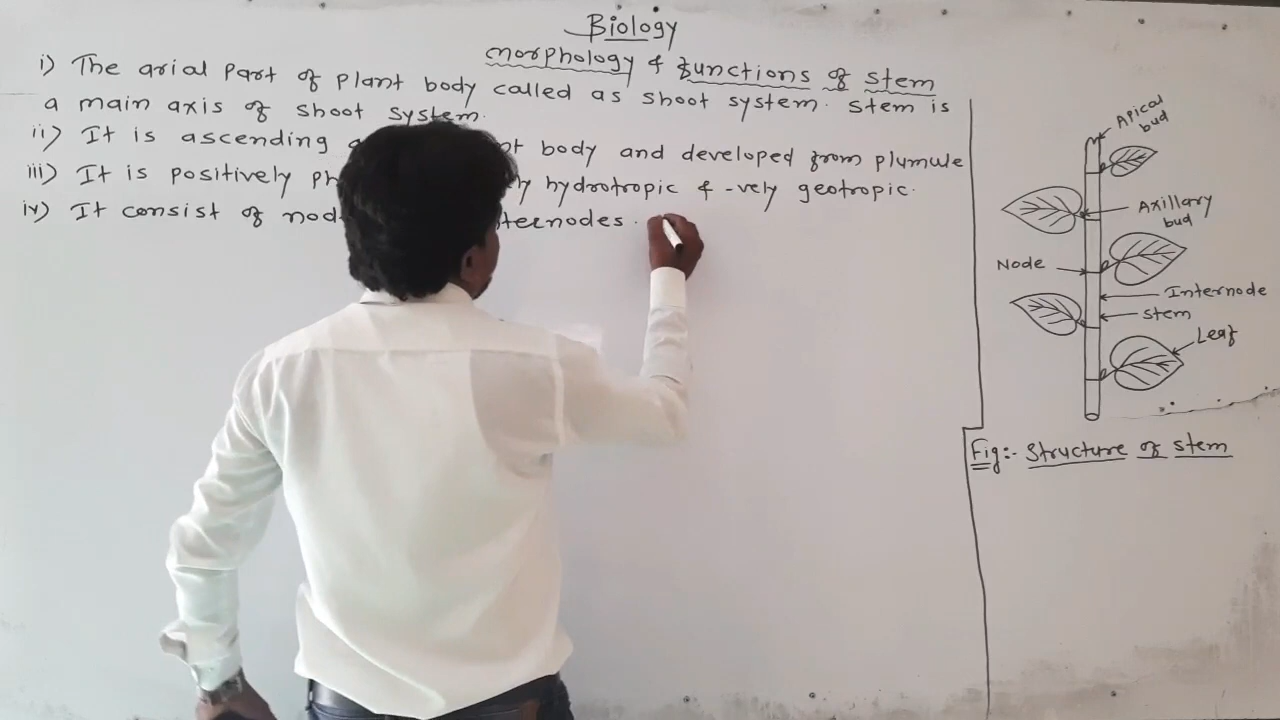 Biology
morphology & functions of stem
i) The arial part of plant body called as shoot system. stem is
a main axis of shoot system.
ii) It is ascending body and developed from plumule
iii) It is positively hydrotropic & -vely geotropic.
iv) It consist of
Apical
bud
Axillary
bud
Node
Internode
stem
Leaf
Fig:- Structure of stem